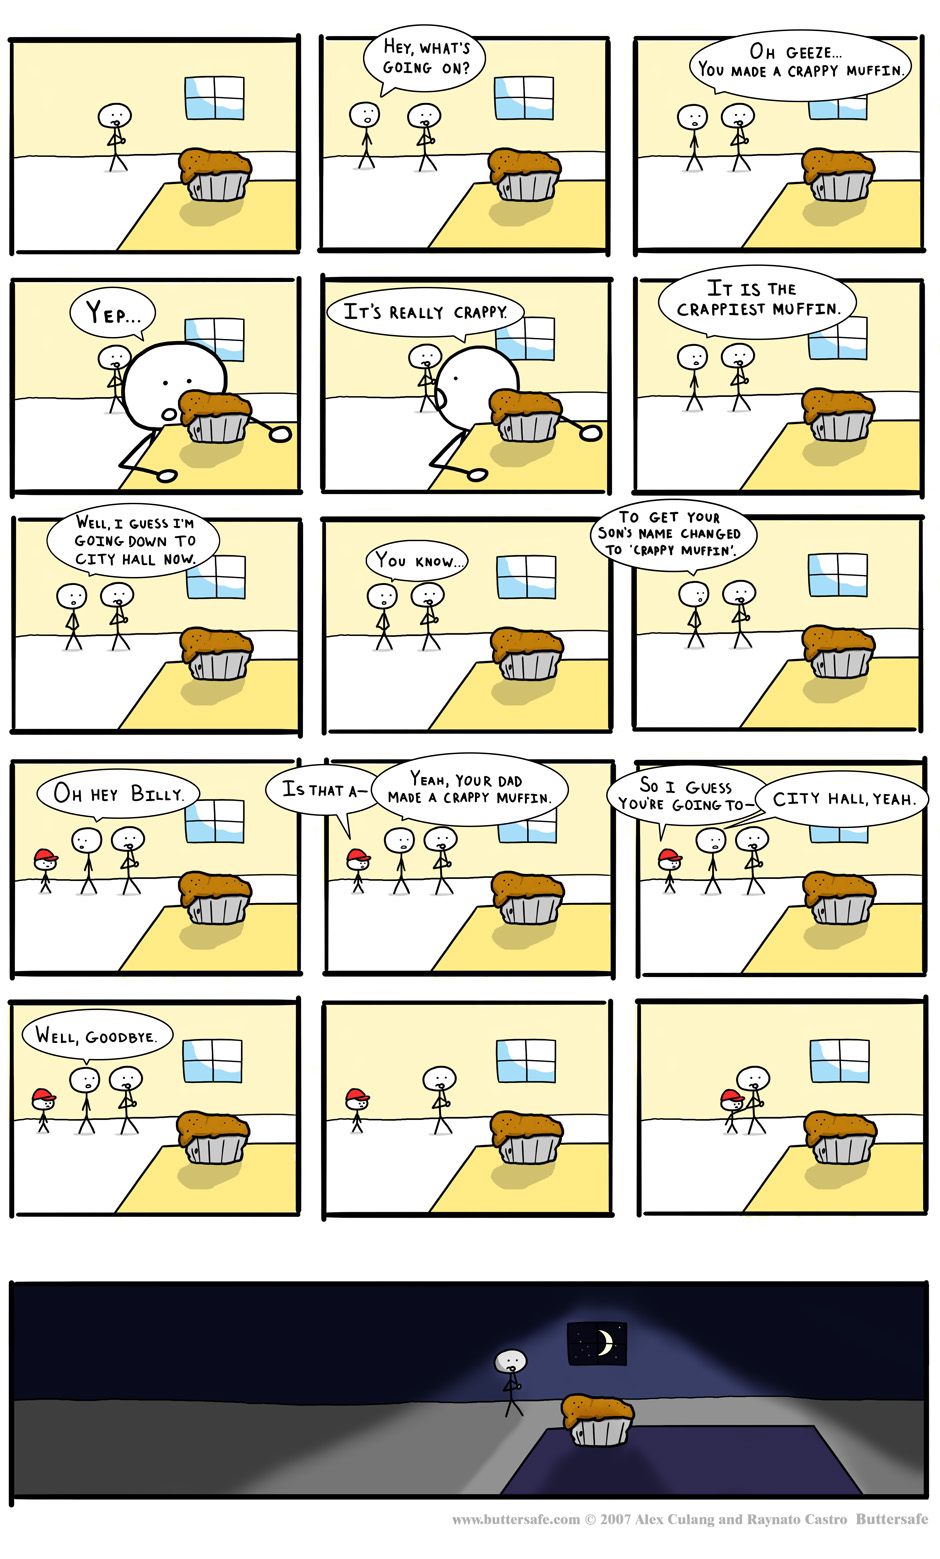 HEY, WHAT'S
GOING ON?
OH GEEZE...
YOU MADE A CRAPPY MUFFIN.
YEP...
IT'S REALLY CRAPPY.
IT IS THE
CRAPPIEST MUFFIN.
WELL, I GUESS I'M
GOING DOWN TO
CITY HALL NOW.
YOU KNOW...
TO GET YOUR
SON'S NAME CHANGED
TO 'CRAPPY MUFFIN'.
OH HEY BILLY.
IS THAT A—
YEAH, YOUR DAD
MADE A CRAPPY MUFFIN.
SO I GUESS
YOU'RE GOING TO—
CITY HALL, YEAH.
WELL, GOODBYE.
www.buttersafe.com © 2007 Alex Culang and Raynato Castro Buttersafe